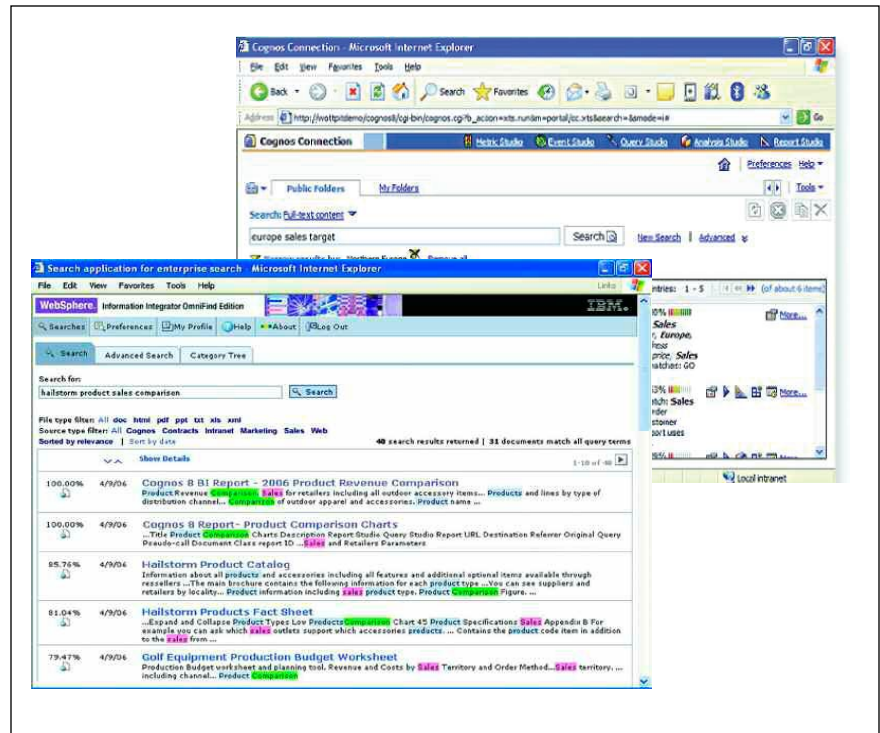 Cognos Connection - Microsoft Internet Explorer
File Edit View Favorites Tools Help
Back Search Favorites
Address http://wottpitdemo/cognos8/cgi-bin/cognos.cgi?b_action=xts.run&m=portal/cc.xts&search=&amode=i# Go
Cognos Connection Metric Studio Event Studio Query Studio Analysis Studio Report Studio
Preferences Help
Public Folders My Folders Tools
Search: Full-text content
europe sales target Search New Search | Advanced
Northern Europe
ntries: 1 - 5 (of about 6 items)
More...
Sales
, Europe,
price, Sales
atches: GO
More...
tch: Sales
rder
stomer
port uses
Local intranet
Search application for enterprise search - Microsoft Internet Explorer
File Edit View Favorites Tools Help Links
WebSphere. Information Integrator OmniFind Edition IBM.
Searches Preferences My Profile Help About Log Out
Search Advanced Search Category Tree
Search for:
hailstorm product sales comparison Search
File type filter: All doc html pdf ppt txt xls xml
Source type filter: All Cognos Contracts Intranet Marketing Sales Web
Sorted by relevance | Sort by date 40 search results returned | 31 documents match all query terms
Show Details 1-10 of 40
100.00% 4/9/06 Cognos 8 BI Report - 2006 Product Revenue Comparison
Product Revenue Comparison. Sales for retailers including all outdoor accessory items... Products and lines by type of
distribution channel... Comparison of outdoor apparel and accessories. Product name ...
100.00% 4/9/06 Cognos 8 Report- Product Comparison Charts
...Title Product Comparison Charts Description Report Studio Query Studio Report URL Destination Referrer Original Query
Pseudo-call Document Class report ID ...Sales and Retailers Parameters
85.76% 4/9/06 Hailstorm Product Catalog
Information about all products and accessories including all features and additional optional items available through
ressellers ...The main brochure contains the following information for each product type ...You can see suppliers and
retailers by locality... Product information including sales product type. Product Comparison Figure. ...
81.04% 4/9/06 Hailstorm Products Fact Sheet
...Expand and Collapse Product Types Low Products Comparison Chart 45 Product Specifications Sales Appendix B For
example you can ask which sales outlets support which accessories products. ... Contains the product code item in addition
to the sales from ...
79.47% 4/9/06 Golf Equipment Production Budget Worksheet
Production Budget worksheet and planning tool. Revenue and Costs by Sales Territory and Order Method...Sales territory. ...
including channel... Product Comparison